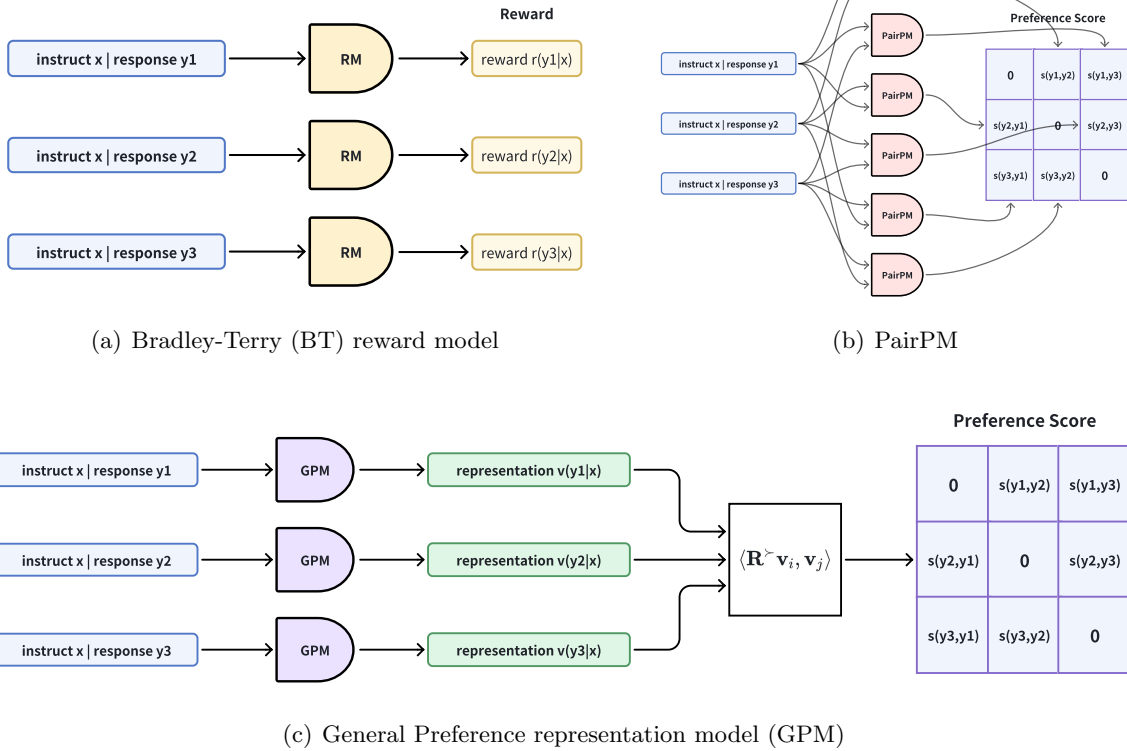 Reward
instruct x | response y1
RM
reward r(y1|x)
instruct x | response y2
RM
reward r(y2|x)
instruct x | response y3
RM
reward r(y3|x)
(a) Bradley-Terry (BT) reward model
Preference Score
instruct x | response y1
instruct x | response y2
instruct x | response y3
PairPM
PairPM
PairPM
PairPM
PairPM
0 s(y1,y2) s(y1,y3)
s(y2,y1) 0 s(y2,y3)
s(y3,y1) s(y3,y2) 0
(b) PairPM
instruct x | response y1
GPM
representation v(y1|x)
instruct x | response y2
GPM
representation v(y2|x)
instruct x | response y3
GPM
representation v(y3|x)
⟨R^≻ v_i, v_j⟩
Preference Score
0 s(y1,y2) s(y1,y3)
s(y2,y1) 0 s(y2,y3)
s(y3,y1) s(y3,y2) 0
(c) General Preference representation model (GPM)